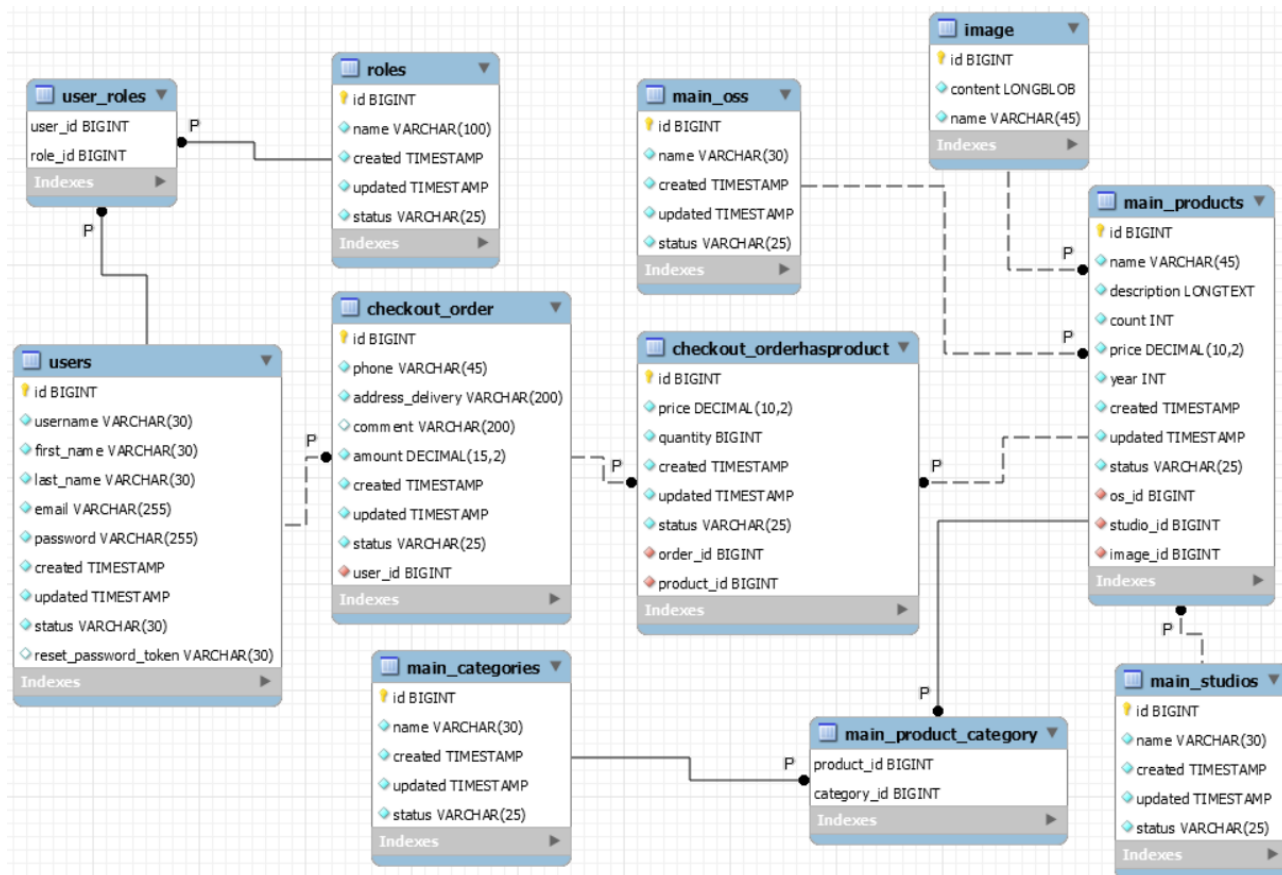 user_roles
user_id BIGINT
role_id BIGINT
Indexes
P
P
roles
id BIGINT
name VARCHAR(100)
created TIMESTAMP
updated TIMESTAMP
status VARCHAR(25)
Indexes
main_oss
id BIGINT
name VARCHAR(30)
created TIMESTAMP
updated TIMESTAMP
status VARCHAR(25)
Indexes
image
id BIGINT
content LONGBLOB
name VARCHAR(45)
Indexes
P
P
main_products
id BIGINT
name VARCHAR(45)
description LONGTEXT
count INT
price DECIMAL(10,2)
year INT
created TIMESTAMP
updated TIMESTAMP
status VARCHAR(25)
os_id BIGINT
studio_id BIGINT
image_id BIGINT
Indexes
P
users
id BIGINT
username VARCHAR(30)
first_name VARCHAR(30)
last_name VARCHAR(30)
email VARCHAR(255)
password VARCHAR(255)
created TIMESTAMP
updated TIMESTAMP
status VARCHAR(30)
reset_password_token VARCHAR(30)
Indexes
P
checkout_order
id BIGINT
phone VARCHAR(45)
address_delivery VARCHAR(200)
comment VARCHAR(200)
amount DECIMAL(15,2)
created TIMESTAMP
updated TIMESTAMP
status VARCHAR(25)
user_id BIGINT
Indexes
P
checkout_orderhasproduct
id BIGINT
price DECIMAL(10,2)
quantity BIGINT
created TIMESTAMP
updated TIMESTAMP
status VARCHAR(25)
order_id BIGINT
product_id BIGINT
Indexes
P
main_categories
id BIGINT
name VARCHAR(30)
created TIMESTAMP
updated TIMESTAMP
status VARCHAR(25)
Indexes
P
P
main_product_category
product_id BIGINT
category_id BIGINT
Indexes
main_studios
id BIGINT
name VARCHAR(30)
created TIMESTAMP
updated TIMESTAMP
status VARCHAR(25)
Indexes